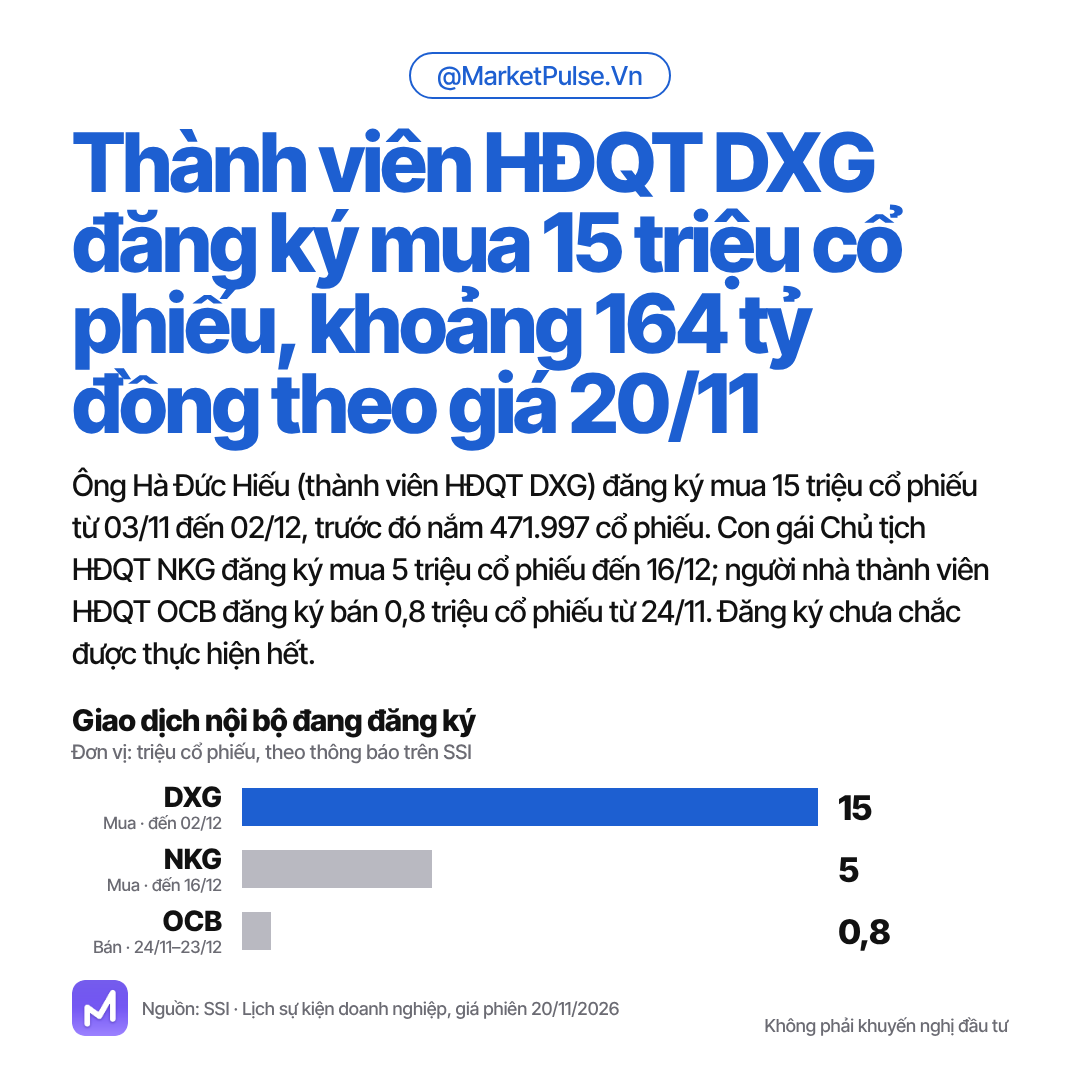 @MarketPulse.Vn
Thành viên HĐQT DXG
đăng ký mua 15 triệu cổ
phiếu, khoảng 164 tỷ
đồng theo giá 20/11
Ông Hà Đức Hiếu (thành viên HĐQT DXG) đăng ký mua 15 triệu cổ phiếu
từ 03/11 đến 02/12, trước đó nắm 471.997 cổ phiếu. Con gái Chủ tịch
HĐQT NKG đăng ký mua 5 triệu cổ phiếu đến 16/12; người nhà thành viên
HĐQT OCB đăng ký bán 0,8 triệu cổ phiếu từ 24/11. Đăng ký chưa chắc
được thực hiện hết.
Giao dịch nội bộ đang đăng ký
Đơn vị: triệu cổ phiếu, theo thông báo trên SSI
DXG
Mua · đến 02/12
15
NKG
Mua · đến 16/12
5
OCB
Bán · 24/11–23/12
0,8
Nguồn: SSI · Lịch sự kiện doanh nghiệp, giá phiên 20/11/2026
Không phải khuyến nghị đầu tư